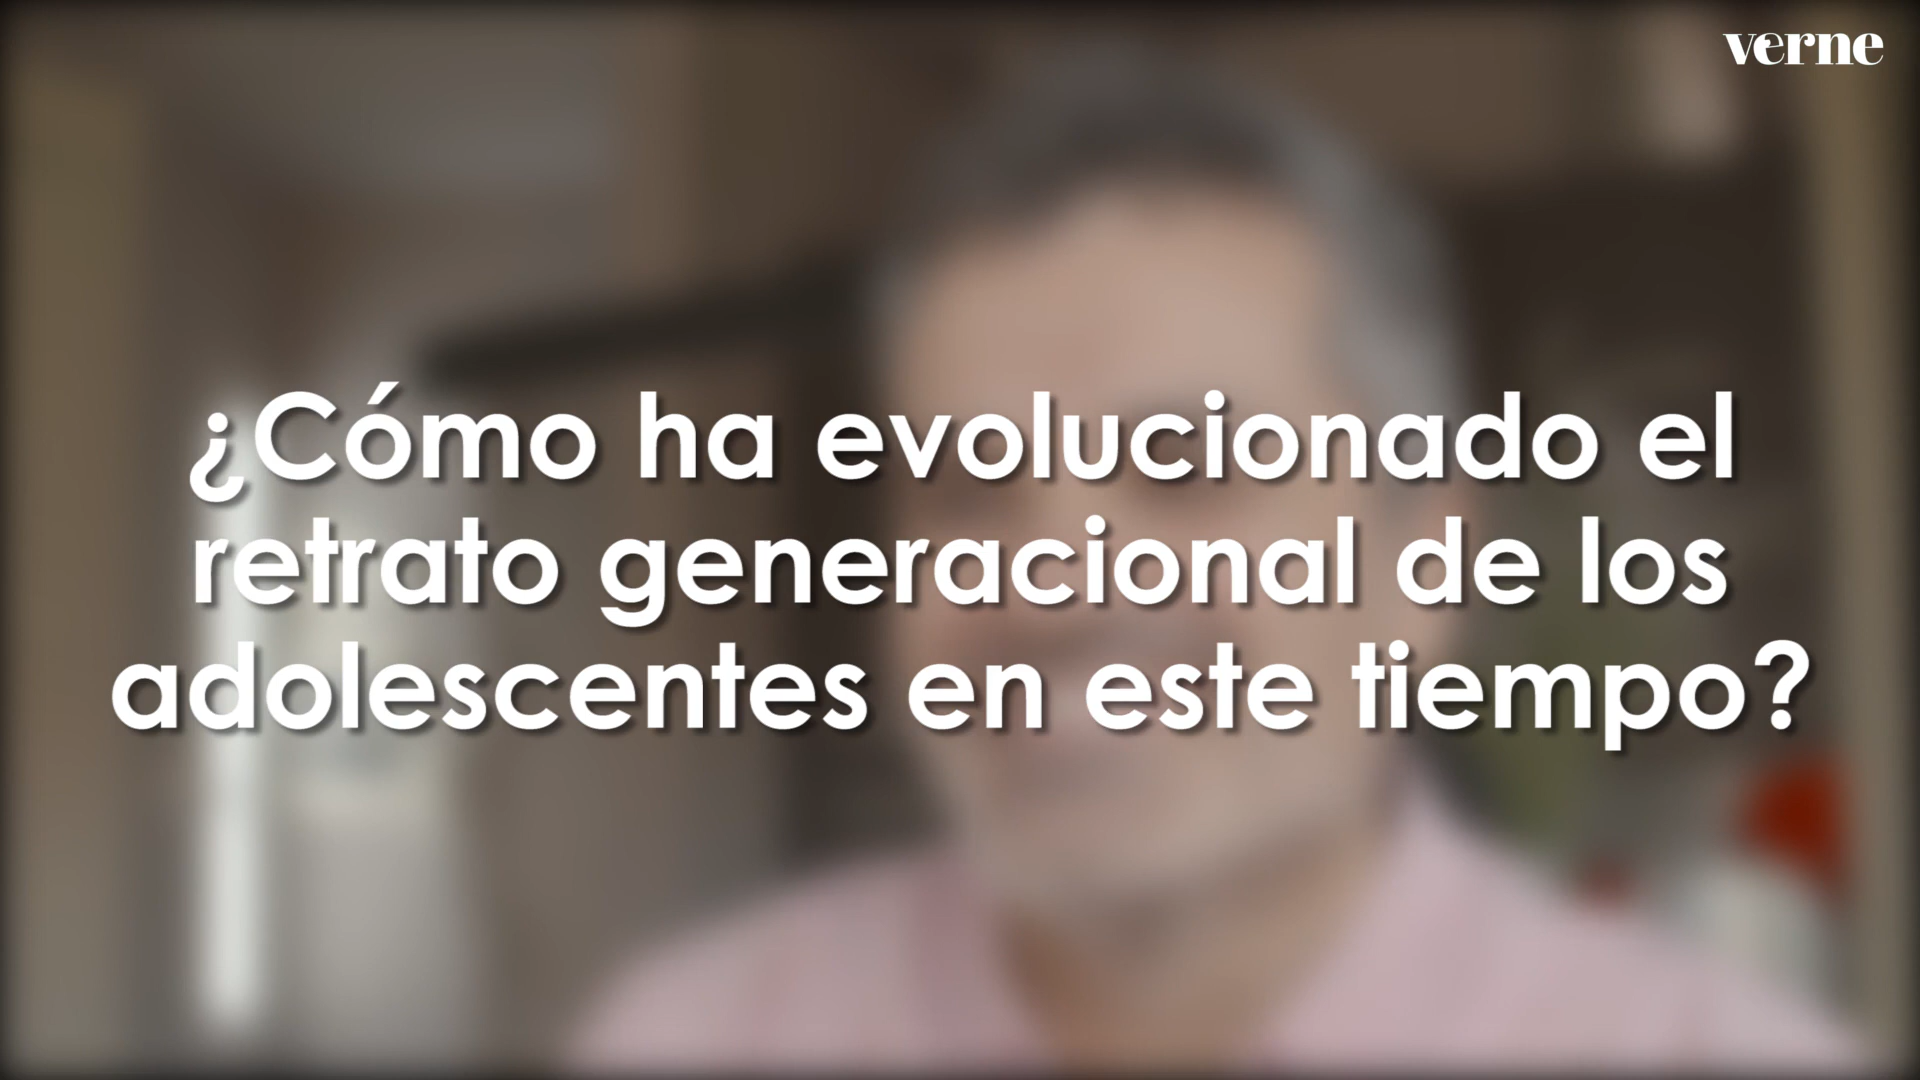 verne
¿Cómo ha evolucionado el
retrato generacional de los
adolescentes en este tiempo?